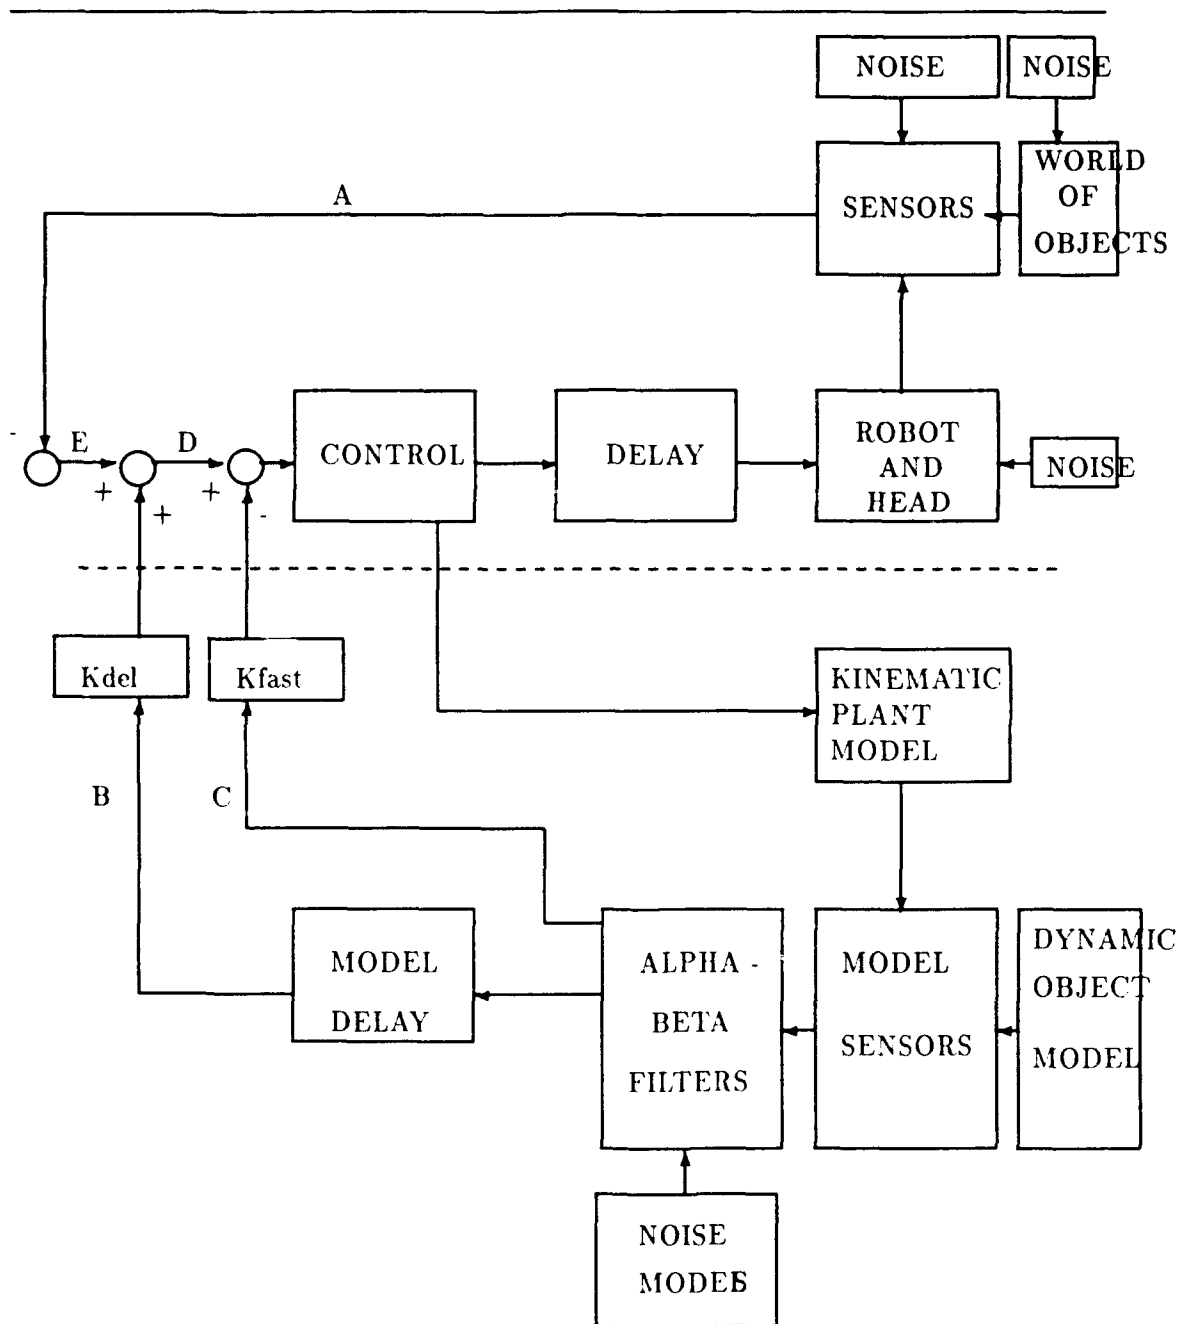 NOISE
NOISE
WORLD
OF
OBJECTS
SENSORS
A
-
E
+
D
+
+
-
CONTROL
DELAY
ROBOT
AND
HEAD
NOISE
Kdel
Kfast
KINEMATIC
PLANT
MODEL
B
C
MODEL
DELAY
ALPHA -
BETA
FILTERS
MODEL
SENSORS
DYNAMIC
OBJECT
MODEL
NOISE
MODELS